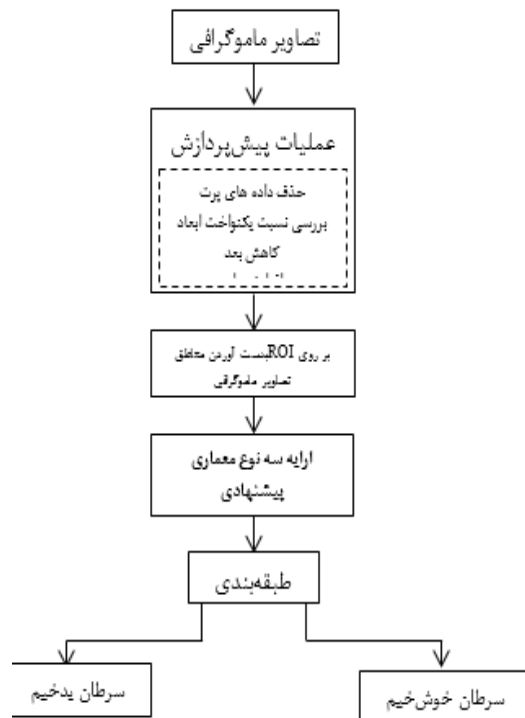 تصاویر ماموگرافی
عملیات پیش‌پردازش
حذف داده های پرت
بررسی نسبت یکنواخت ابعاد
کاهش بعد
بر روی ROIبدست آوردن مناطق
تصاویر ماموگرافی
ارایه سه نوع معماری
پیشنهادی
طبقه‌بندی
سرطان بدخیم
سرطان خوش‌خیم